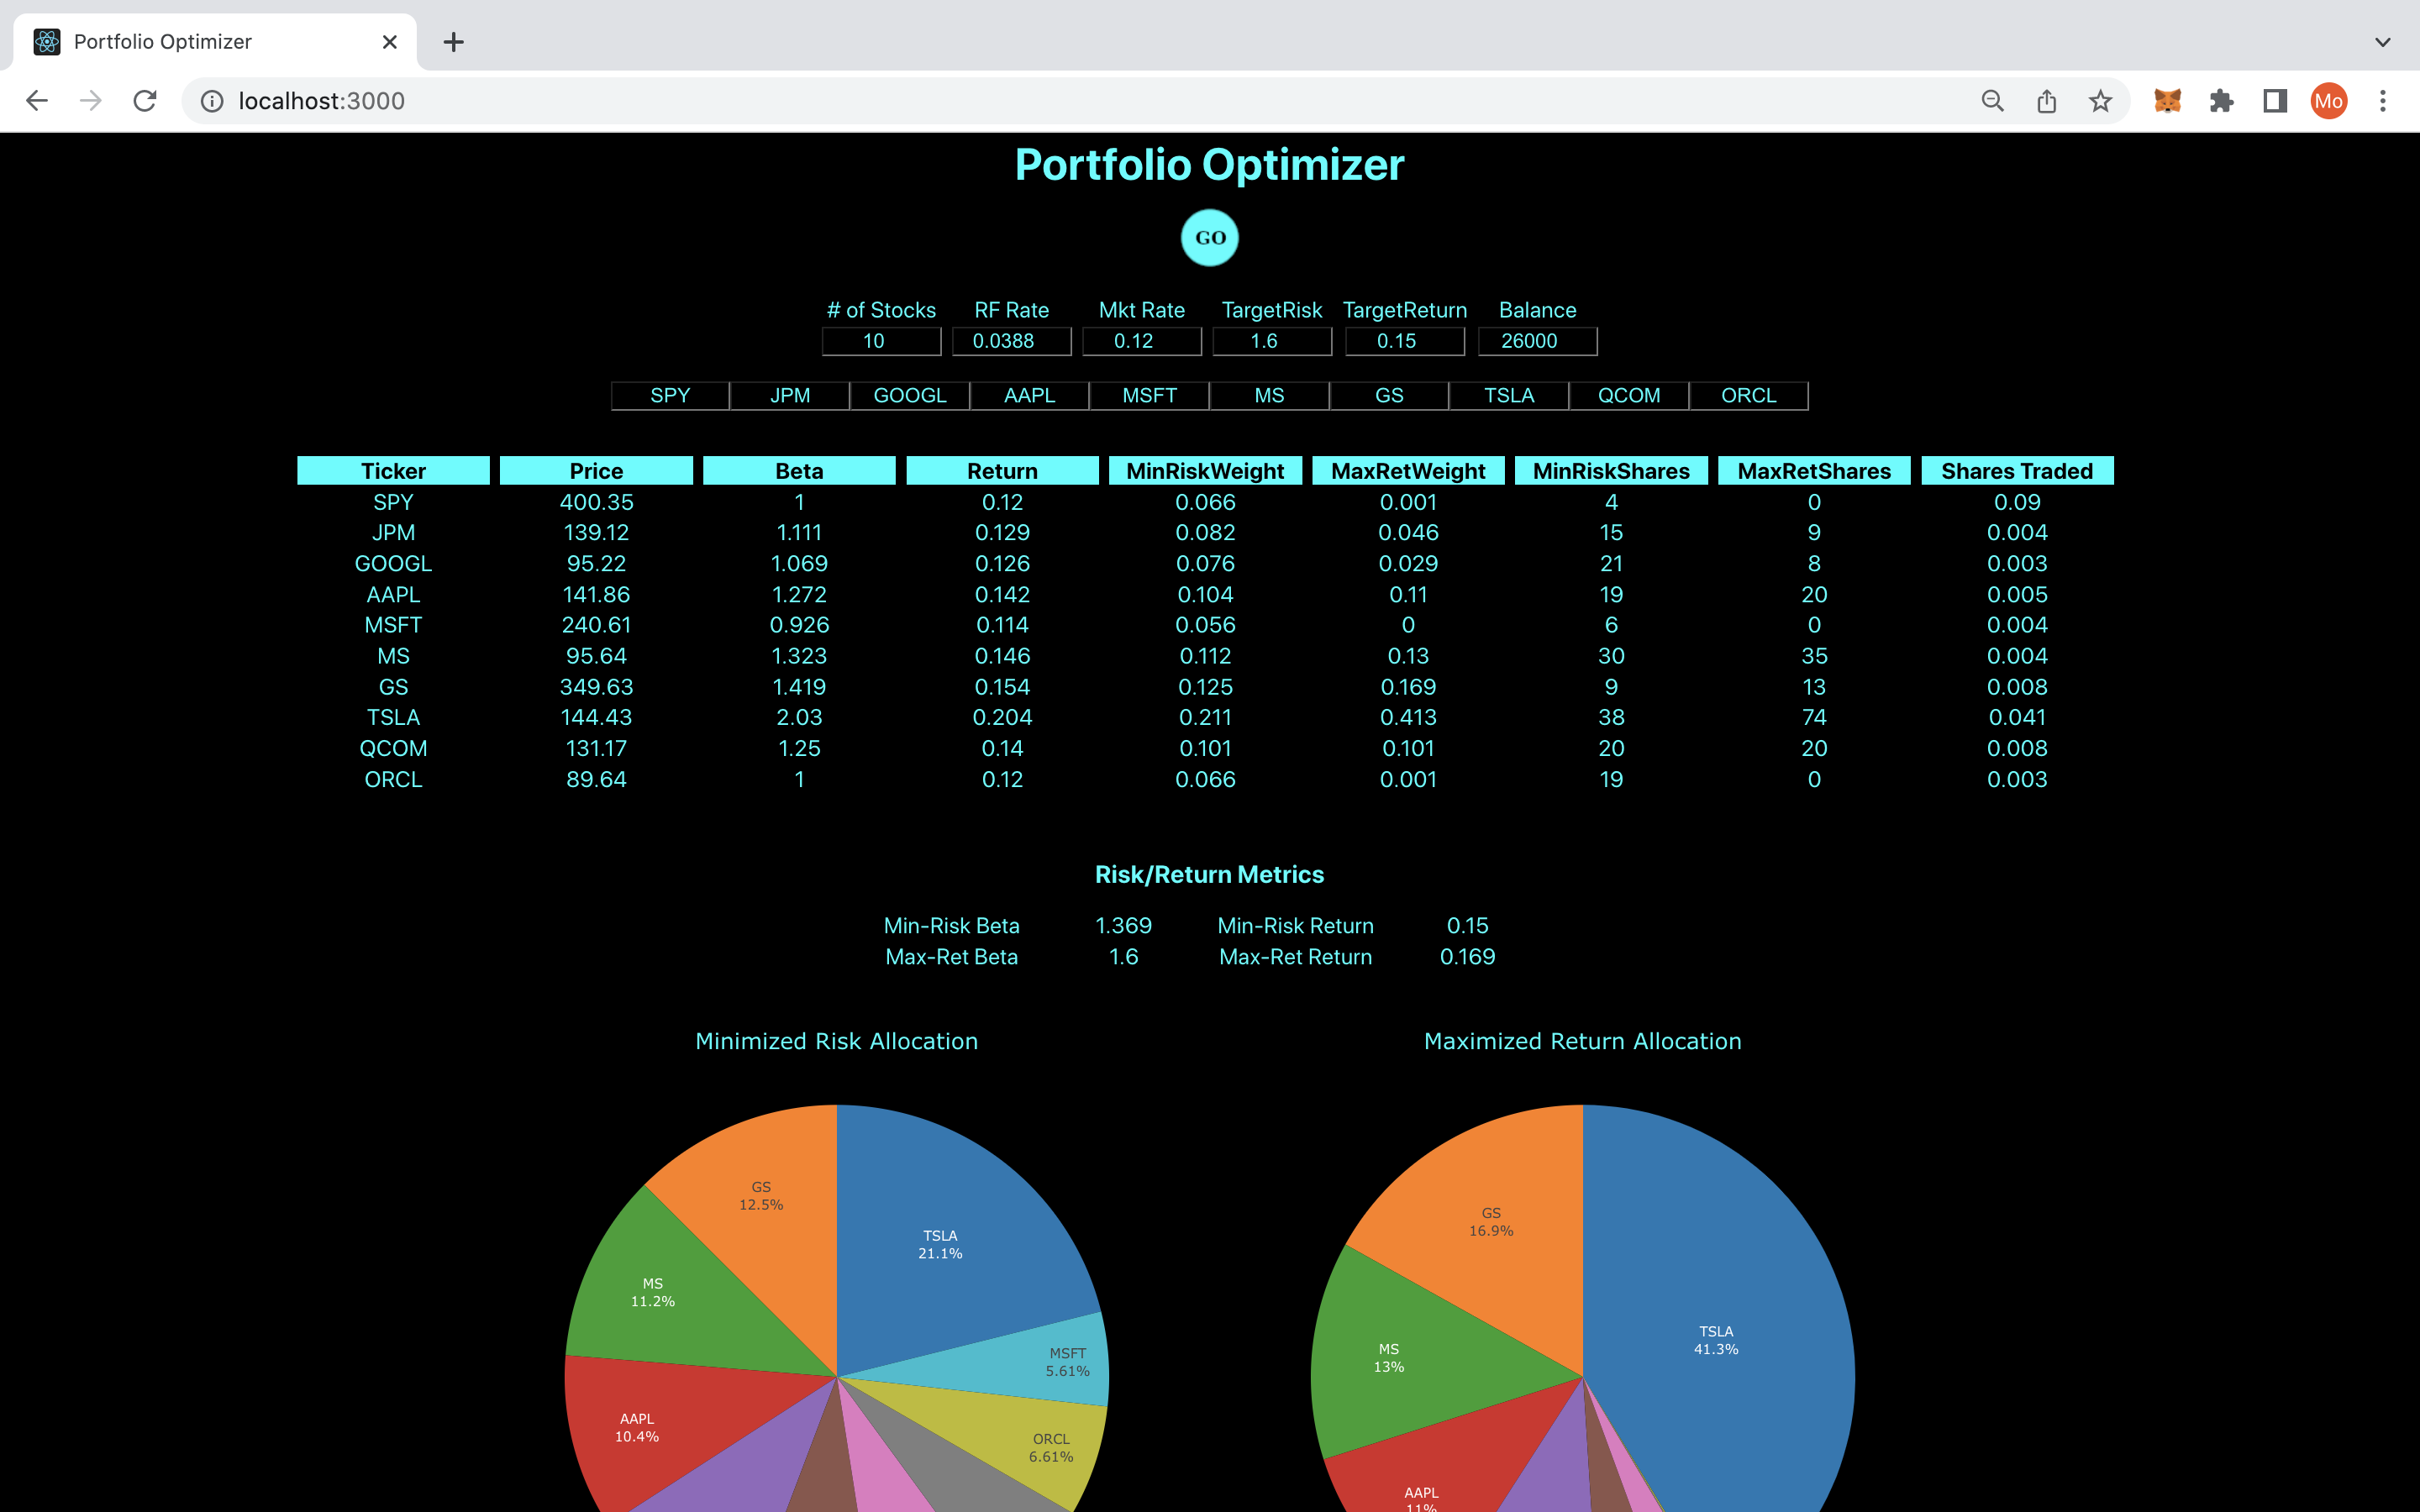 Portfolio Optimizer
localhost:3000
Mo
Portfolio Optimizer
GO
# of Stocks RF Rate Mkt Rate TargetRisk TargetReturn Balance
10 0.0388 0.12 1.6 0.15 26000
SPY JPM GOOGL AAPL MSFT MS GS TSLA QCOM ORCL
Ticker Price Beta Return MinRiskWeight MaxRetWeight MinRiskShares MaxRetShares Shares Traded
SPY 400.35 1 0.12 0.066 0.001 4 0 0.09
JPM 139.12 1.111 0.129 0.082 0.046 15 9 0.004
GOOGL 95.22 1.069 0.126 0.076 0.029 21 8 0.003
AAPL 141.86 1.272 0.142 0.104 0.11 19 20 0.005
MSFT 240.61 0.926 0.114 0.056 0 6 0 0.004
MS 95.64 1.323 0.146 0.112 0.13 30 35 0.004
GS 349.63 1.419 0.154 0.125 0.169 9 13 0.008
TSLA 144.43 2.03 0.204 0.211 0.413 38 74 0.041
QCOM 131.17 1.25 0.14 0.101 0.101 20 20 0.008
ORCL 89.64 1 0.12 0.066 0.001 19 0 0.003
Risk/Return Metrics
Min-Risk Beta 1.369 Min-Risk Return 0.15
Max-Ret Beta 1.6 Max-Ret Return 0.169
Minimized Risk Allocation
GS
12.5%
TSLA
21.1%
MS
11.2%
MSFT
5.61%
AAPL
10.4%
ORCL
6.61%
Maximized Return Allocation
GS
16.9%
TSLA
41.3%
MS
13%
AAPL
11%